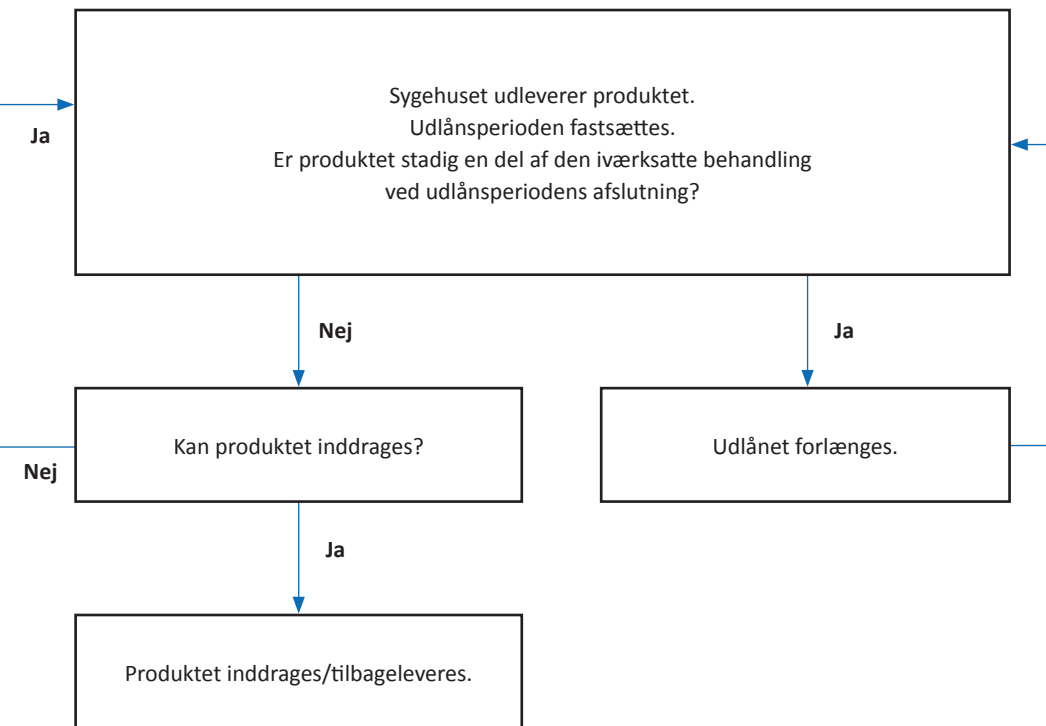 Sygehuset udleverer produktet.
Udlånsperioden fastsættes.
Er produktet stadig en del af den iværksatte behandling
ved udlånsperiodens afslutning?
Ja
Nej
Ja
Kan produktet inddrages?
Udlånet forlænges.
Nej
Ja
Produktet inddrages/tilbageleveres.